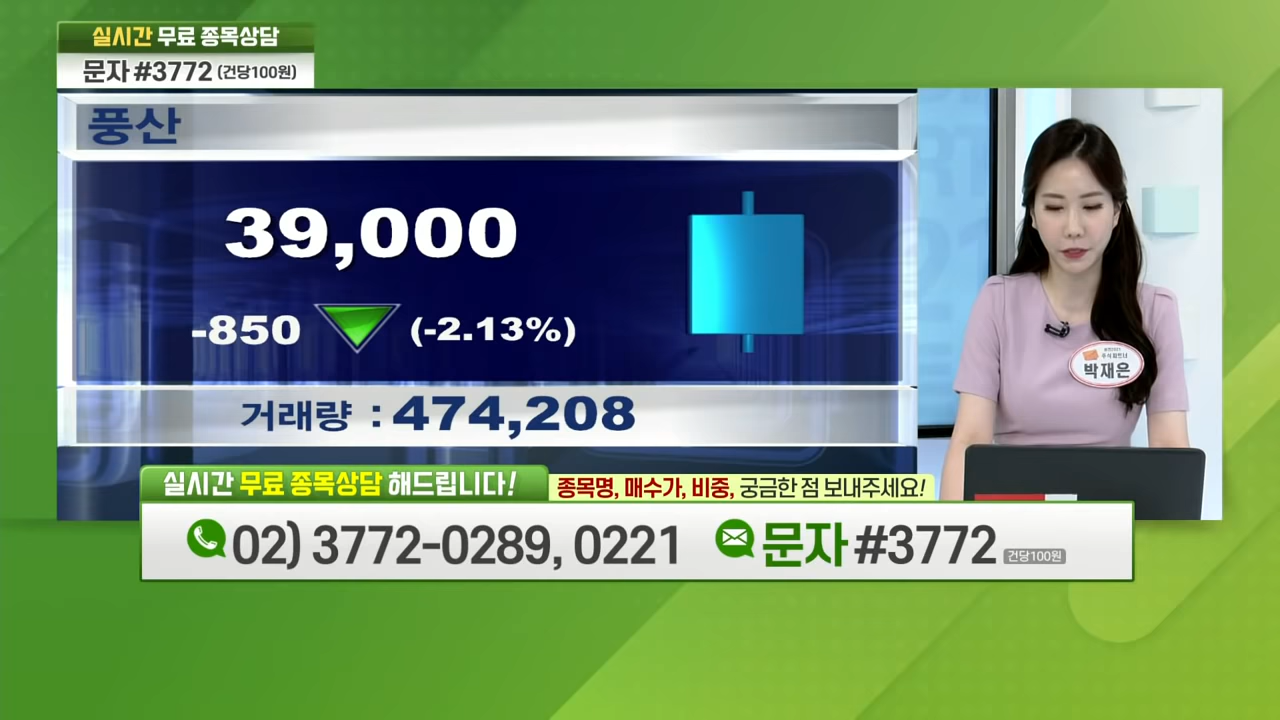 실시간 무료 종목상담
문자 #3772 (건당100원)
풍산
39,000
-850 (-2.13%)
거래량 : 474,208
박재은
실시간 무료 종목상담 해드립니다!
종목명, 매수가, 비중, 궁금한 점 보내주세요!
02) 3772-0289, 0221 문자 #3772 건당100원